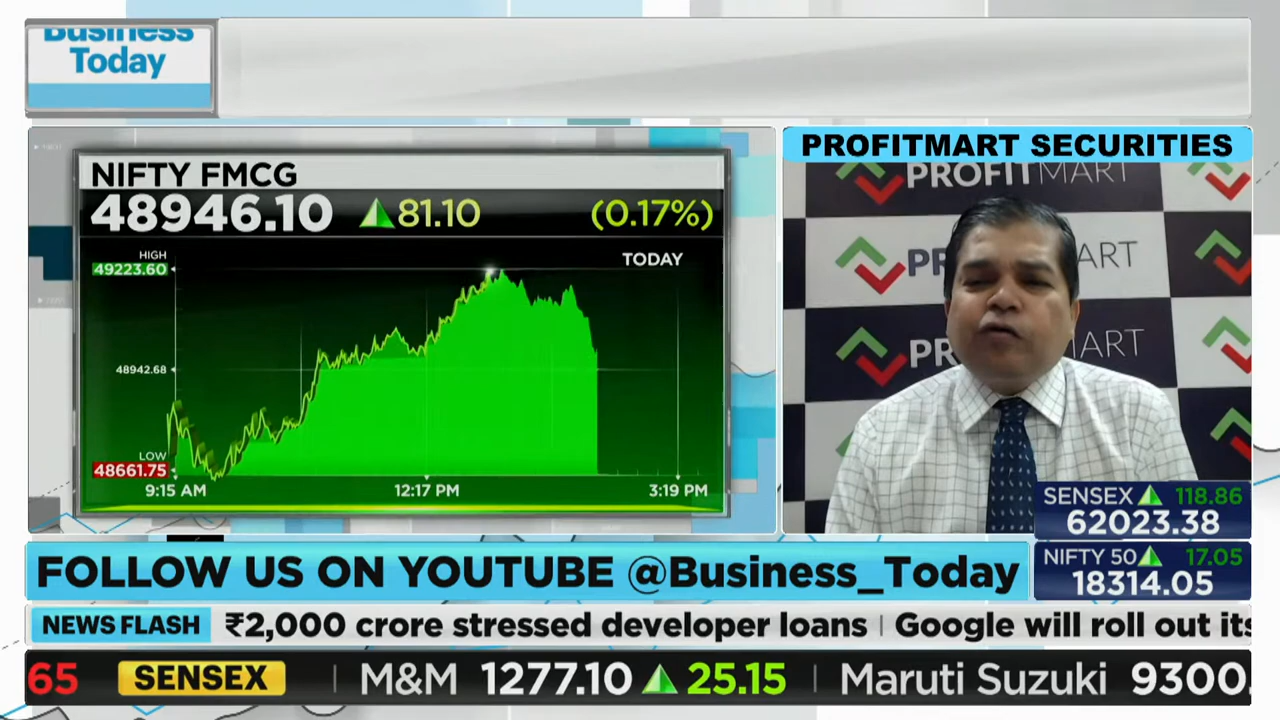 Business
Today
NIFTY FMCG
48946.10 81.10 (0.17%)
HIGH
49223.60
TODAY
48942.68
LOW
48661.75
9:15 AM 12:17 PM 3:19 PM
PROFITMART SECURITIES
PROFITMART
SENSEX 118.86
62023.38
NIFTY 50 17.05
18314.05
FOLLOW US ON YOUTUBE @Business_Today
NEWS FLASH ₹2,000 crore stressed developer loans | Google will roll out its
65 SENSEX | M&M 1277.10 25.15 | Maruti Suzuki 9300.